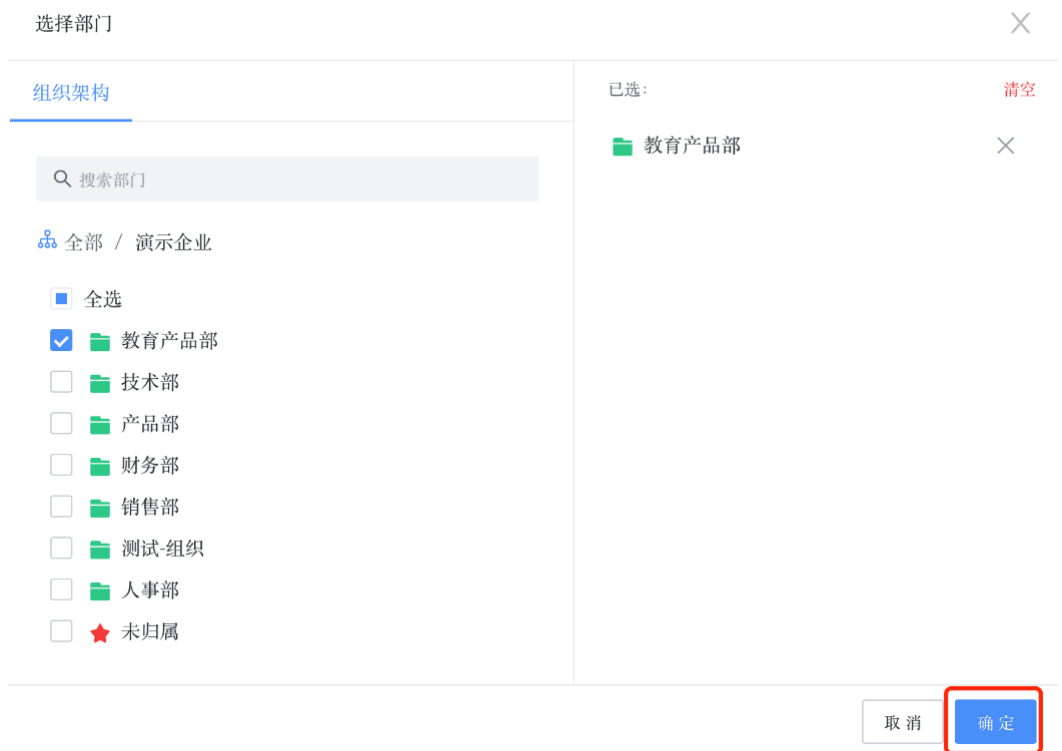 选择部门
组织架构
搜索部门
全部 / 演示企业
全选
教育产品部
技术部
产品部
财务部
销售部
测试-组织
人事部
未归属
已选:
清空
教育产品部
取消
确定